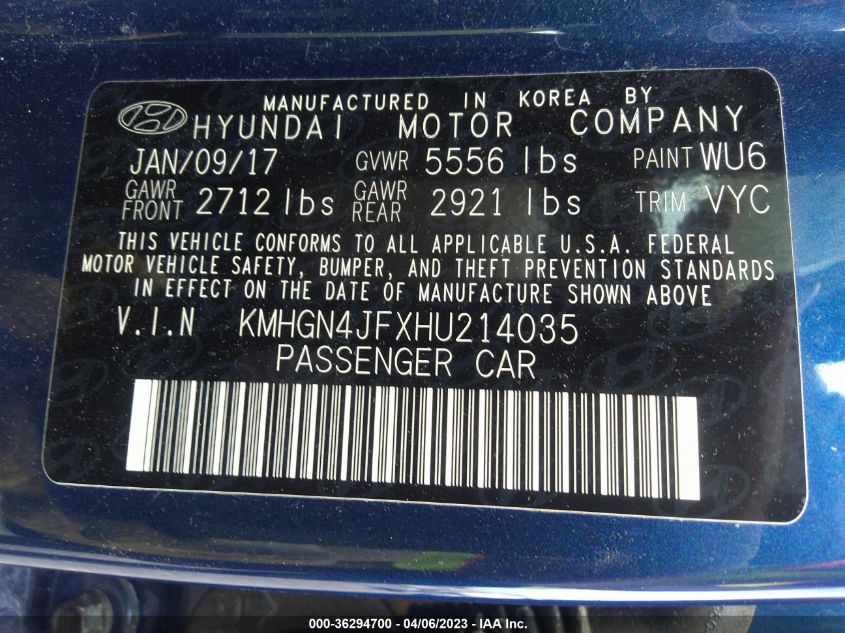 MANUFACTURED IN KOREA BY
HYUNDAI MOTOR COMPANY
JAN/09/17 GVWR 5556 lbs PAINT WU6
GAWR FRONT 2712 lbs GAWR REAR 2921 lbs TRIM VYC
THIS VEHICLE CONFORMS TO ALL APPLICABLE U.S.A. FEDERAL
MOTOR VEHICLE SAFETY, BUMPER, AND THEFT PREVENTION STANDARDS
IN EFFECT ON THE DATE OF MANUFACTURE SHOWN ABOVE
V.I.N KMHGN4JFXHU214035
PASSENGER CAR
000-36294700 - 04/06/2023 - IAA Inc.